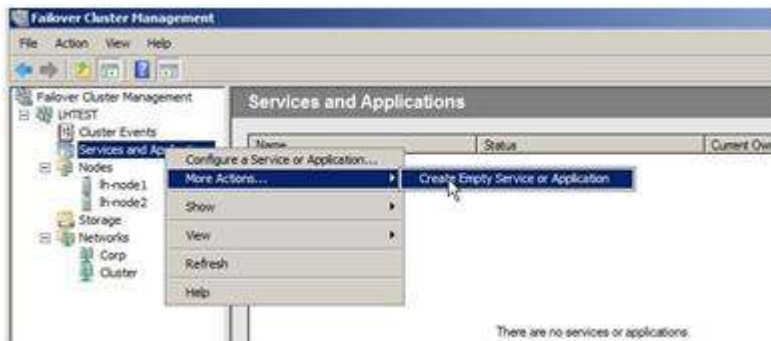 Failover Cluster Management
File Action View Help
Failover Cluster Management
LHTEST
Cluster Events
Services and
Nodes
lh-node1
lh-node2
Storage
Networks
Corp
Cluster
Services and Applications
Name Status Current Own
Configure a Service or Application...
More Actions...
Create Empty Service or Application
Show
View
Refresh
Help
There are no services or applications.